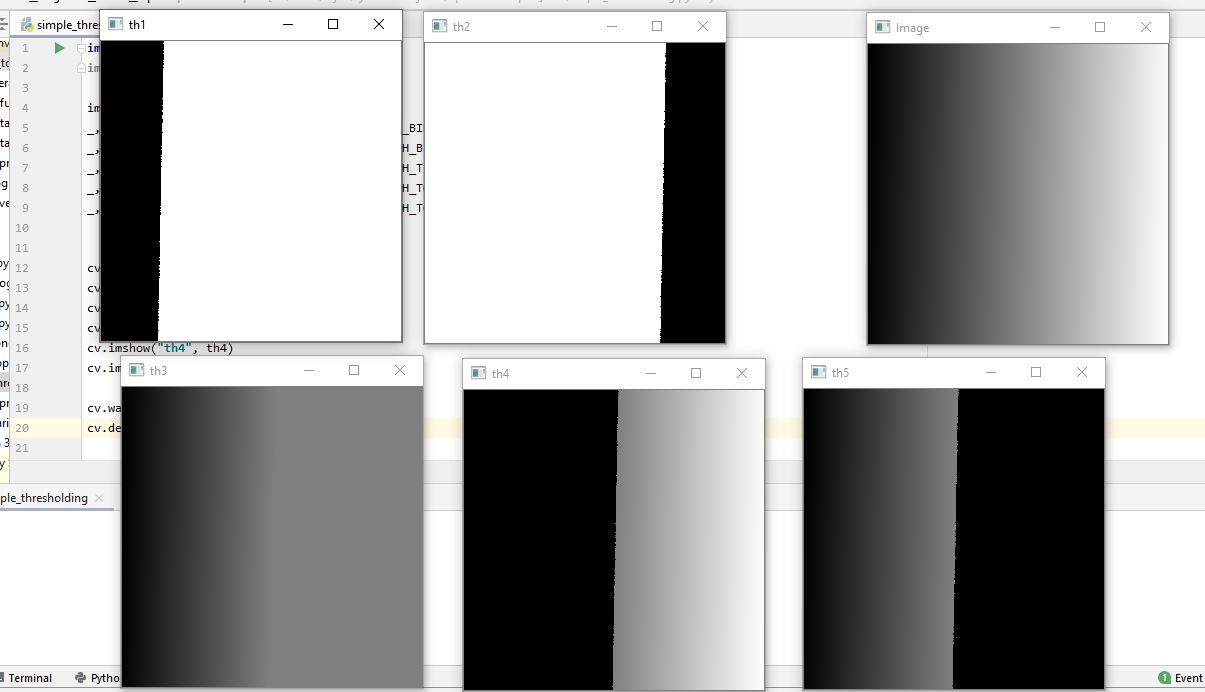 simple_thres
th1
th2
Image
1 im
2 im
3
4 im
5 _, _BI
6 _, H_B
7 _, H_T
8 _, H_T
9 _, H_T
10
11
12 cv
13 cv
14 cv
15 cv
16 cv.imshow("th4", th4)
17 cv.im
18
19 cv.wa
20 cv.de
21
th3
th4
th5
ple_thresholding
Terminal
Pytho
1 Event